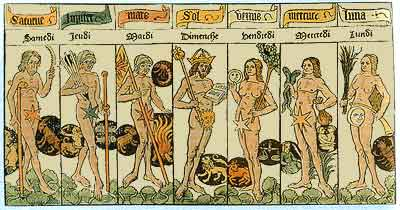 Saturne Jupiter mars Sol venus mercure luna
Samedi Jeudi Mardi Dimenche Vendredi Mercredi Lundi